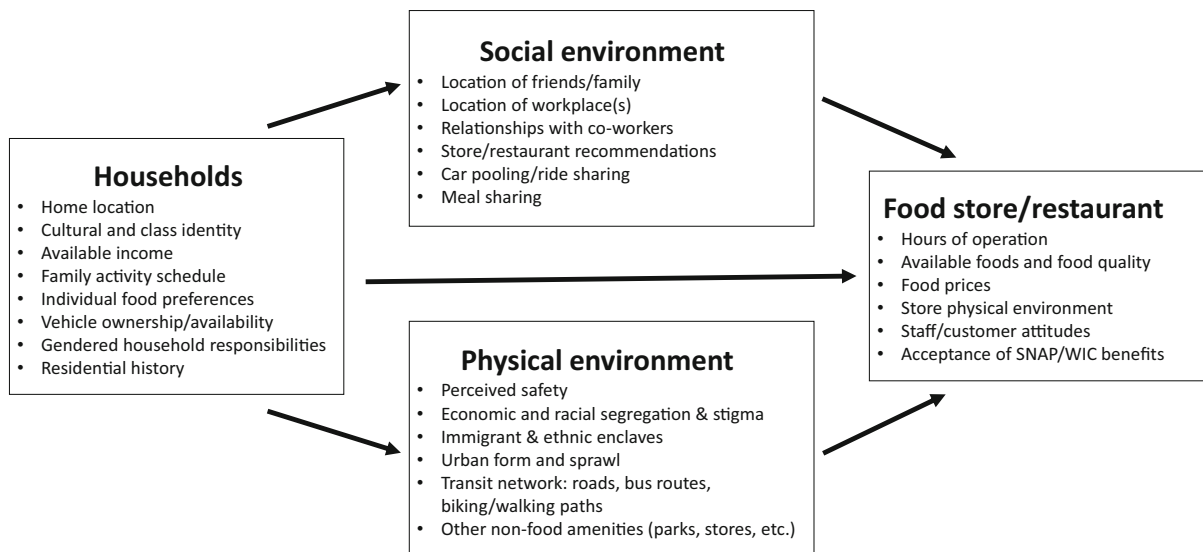 Social environment
• Location of friends/family
• Location of workplace(s)
• Relationships with co-workers
• Store/restaurant recommendations
• Car pooling/ride sharing
• Meal sharing
Households
• Home location
• Cultural and class identity
• Available income
• Family activity schedule
• Individual food preferences
• Vehicle ownership/availability
• Gendered household responsibilities
• Residential history
Food store/restaurant
• Hours of operation
• Available foods and food quality
• Food prices
• Store physical environment
• Staff/customer attitudes
• Acceptance of SNAP/WIC benefits
Physical environment
• Perceived safety
• Economic and racial segregation & stigma
• Immigrant & ethnic enclaves
• Urban form and sprawl
• Transit network: roads, bus routes,
biking/walking paths
• Other non-food amenities (parks, stores, etc.)